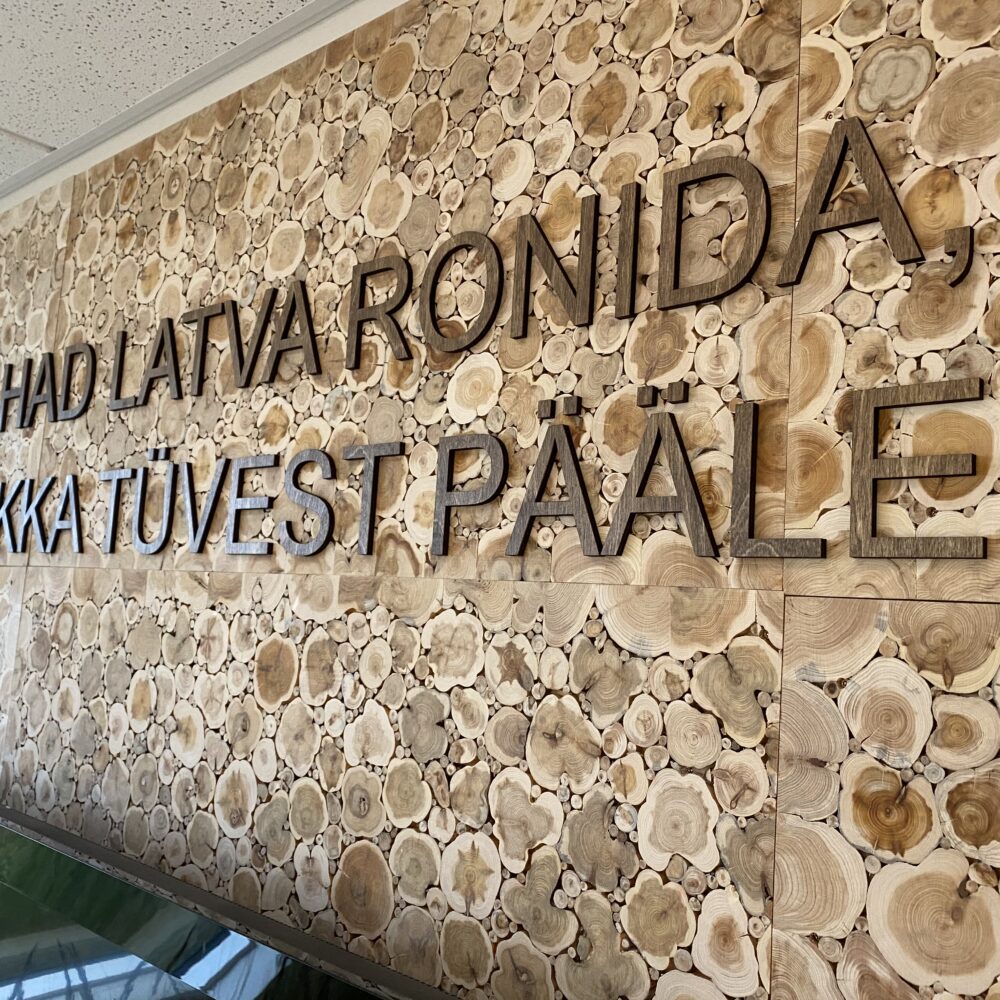 HAD LATVA RONIDA,
KKA TÜVEST PÄÄLE